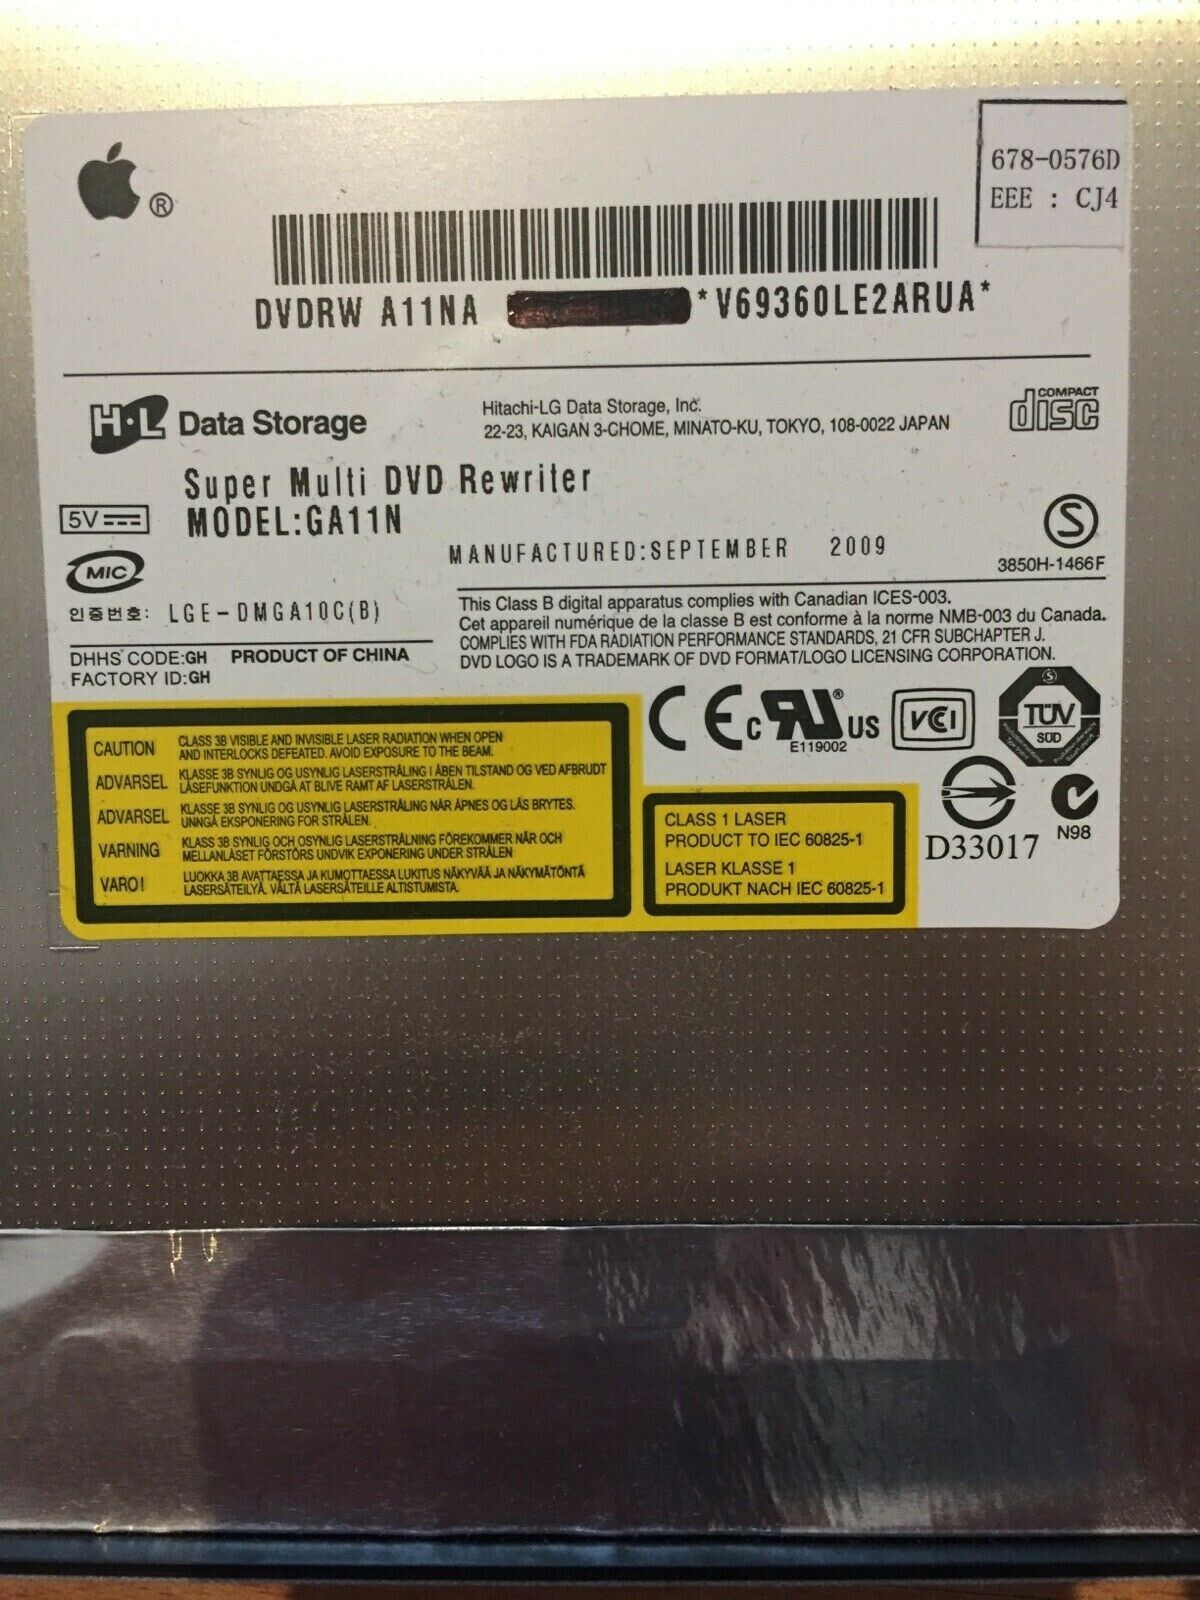 678-0576D
EEE : CJ4
®
DVDRW A11NA *V69360LE2ARUA*
H·L Data Storage
Hitachi-LG Data Storage, Inc.
22-23, KAIGAN 3-CHOME, MINATO-KU, TOKYO, 108-0022 JAPAN
COMPACT
disc
Super Multi DVD Rewriter
5V
MODEL:GA11N
MANUFACTURED:SEPTEMBER 2009
S
3850H-1466F
MIC
인증번호: LGE-DMGA10C(B)
This Class B digital apparatus complies with Canadian ICES-003.
Cet appareil numérique de la classe B est conforme à la norme NMB-003 du Canada.
COMPLIES WITH FDA RADIATION PERFORMANCE STANDARDS, 21 CFR SUBCHAPTER J.
DVD LOGO IS A TRADEMARK OF DVD FORMAT/LOGO LICENSING CORPORATION.
DHHS CODE:GH PRODUCT OF CHINA
FACTORY ID:GH
CE c RU ® US
E119002
VCCI
TÜV
SÜD
D33017
N98
CAUTION CLASS 3B VISIBLE AND INVISIBLE LASER RADIATION WHEN OPEN
AND INTERLOCKS DEFEATED. AVOID EXPOSURE TO THE BEAM.
ADVARSEL KLASSE 3B SYNLIG OG USYNLIG LASERSTRÅLING I ÅBEN TILSTAND OG VED AFBRUDT
LÅSEFUNKTION UNDGÅ AT BLIVE RAMT AF LASERSTRÅLEN.
ADVARSEL KLASSE 3B SYNLIG OG USYNLIG LASERSTRÅLING NÅR ÅPNES OG LÅS BRYTES.
UNNGÅ EKSPONERING FOR STRÅLEN.
VARNING KLASS 3B SYNLIG OCH OSYNLIG LASERSTRÅLNING FÖREKOMMER NÄR OCH
MELLANLÅSET FÖRSTÖRS UNDVIK EXPONERING UNDER STRÅLEN
VARO! LUOKKA 3B AVATTAESSA JA KUMOTTAESSA LUKITUS NÄKYVÄÄ JA NÄKYMÄTÖNTÄ
LASERSÄTEILYÄ. VÄLTÄ LASERSÄTEILLE ALTISTUMISTA.
CLASS 1 LASER
PRODUCT TO IEC 60825-1
LASER KLASSE 1
PRODUKT NACH IEC 60825-1